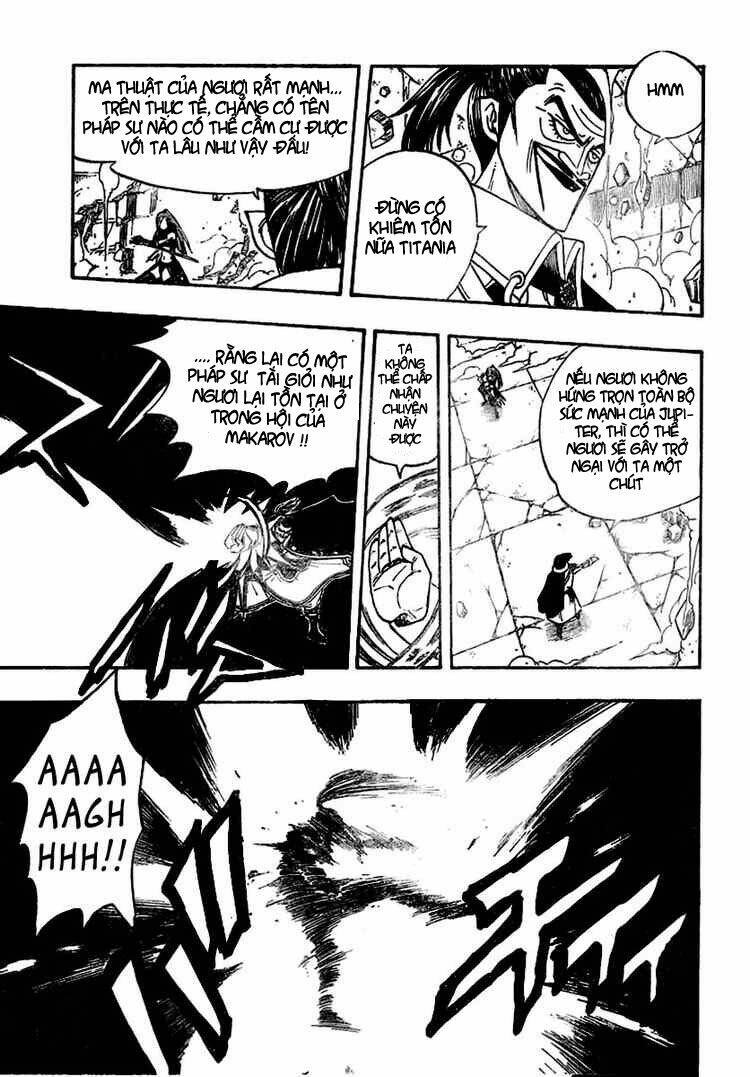 HMM
ĐỪNG CÓ
KHIÊM TỐN
NỮA TITANIA
MA THUẬT CỦA NGƯƠI RẤT MẠNH...
TRÊN THỰC TẾ, CHẲNG CÓ TÊN
PHÁP SƯ NÀO CÓ THỂ CẦM CỰ ĐƯỢC
VỚI TA LÂU NHƯ VẬY ĐÂU!
NẾU NGƯƠI KHÔNG
HỨNG TRỌN TOÀN BỘ
SỨC MẠNH CỦA JUPI-
TER, THÌ CÓ THỂ
NGƯƠI SẼ GÂY TRỞ
NGẠI VỚI TA MỘT
CHÚT
TA
KHÔNG
THỂ CHẤP
NHẬN
CHUYỆN
NÀY
ĐƯỢC
.... RẰNG LẠI CÓ MỘT
PHÁP SƯ TÀI GIỎI NHƯ
NGƯƠI LẠI TỒN TẠI Ở
TRONG HỘI CỦA
MAKAROV !!
AAAA
AAGH
HHH!!